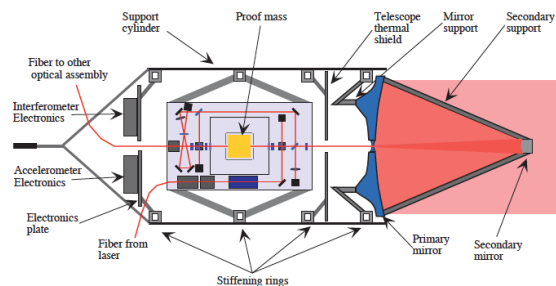 Support
cylinder
Proof mass
Telescope
thermal
shield
Mirror support
Secondary
support
Fiber to other
optical assembly
Interferometer
Electronics
Accelerometer
Electronics
Electronics
plate
Fiber from
laser
Stiffening rings
Primary
mirror
Secondary
mirror